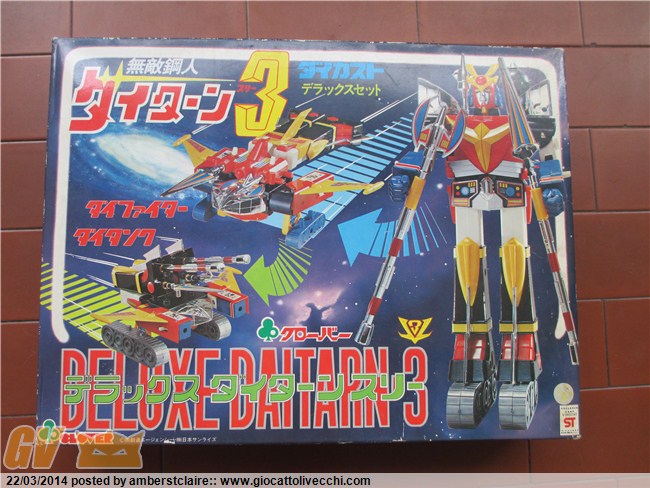 無敵鋼人
ダイターン3
スリー
ダイカスト
デラックスセット
ダイファイター
ダイタンク
クローバー
DELUXE DAITARN 3
デラックスダイターンスリー
CLOVER
ST
GV
22/03/2014 posted by amberstclaire:: www.giocattolivecchi.com